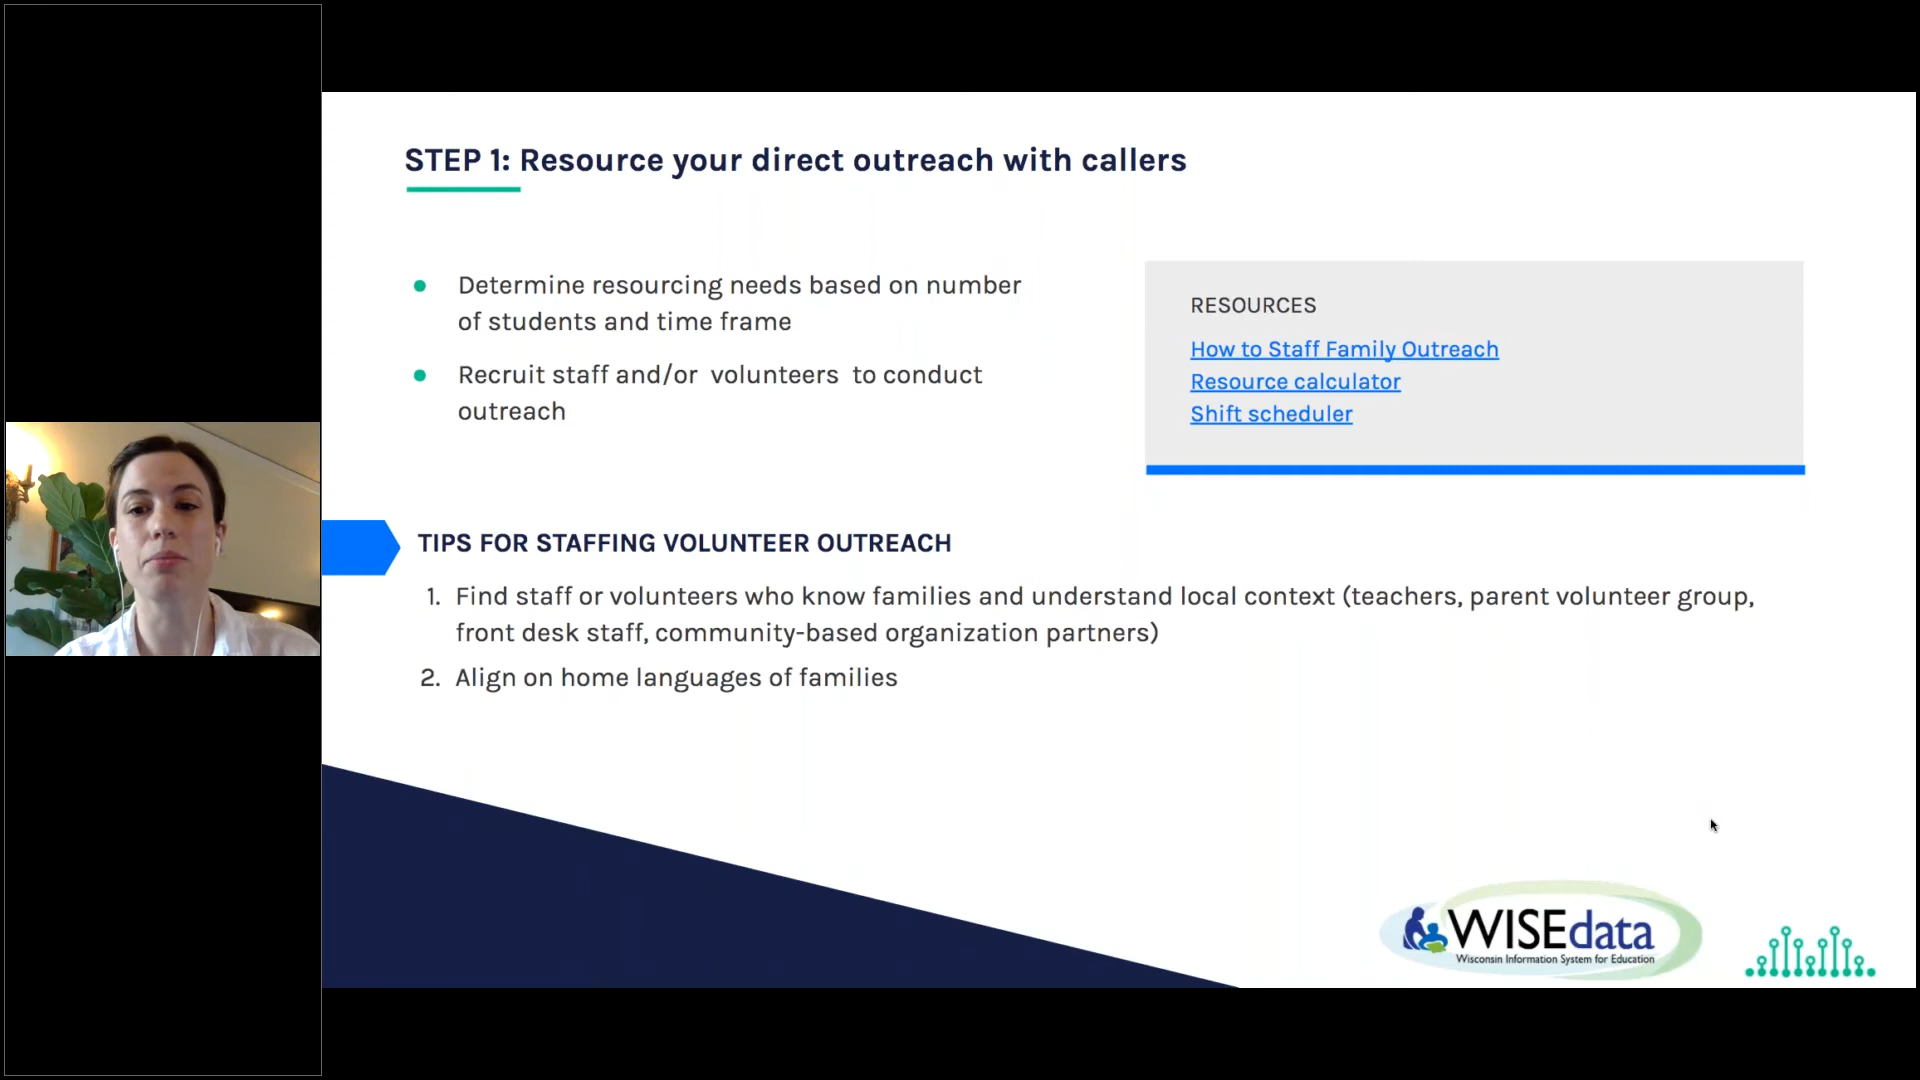 STEP 1: Resource your direct outreach with callers
Determine resourcing needs based on number
of students and time frame
Recruit staff and/or volunteers to conduct
outreach
RESOURCES
How to Staff Family Outreach
Resource calculator
Shift scheduler
TIPS FOR STAFFING VOLUNTEER OUTREACH
1. Find staff or volunteers who know families and understand local context (teachers, parent volunteer group,
front desk staff, community-based organization partners)
2. Align on home languages of families
WISEdata
Wisconsin Information System for Education